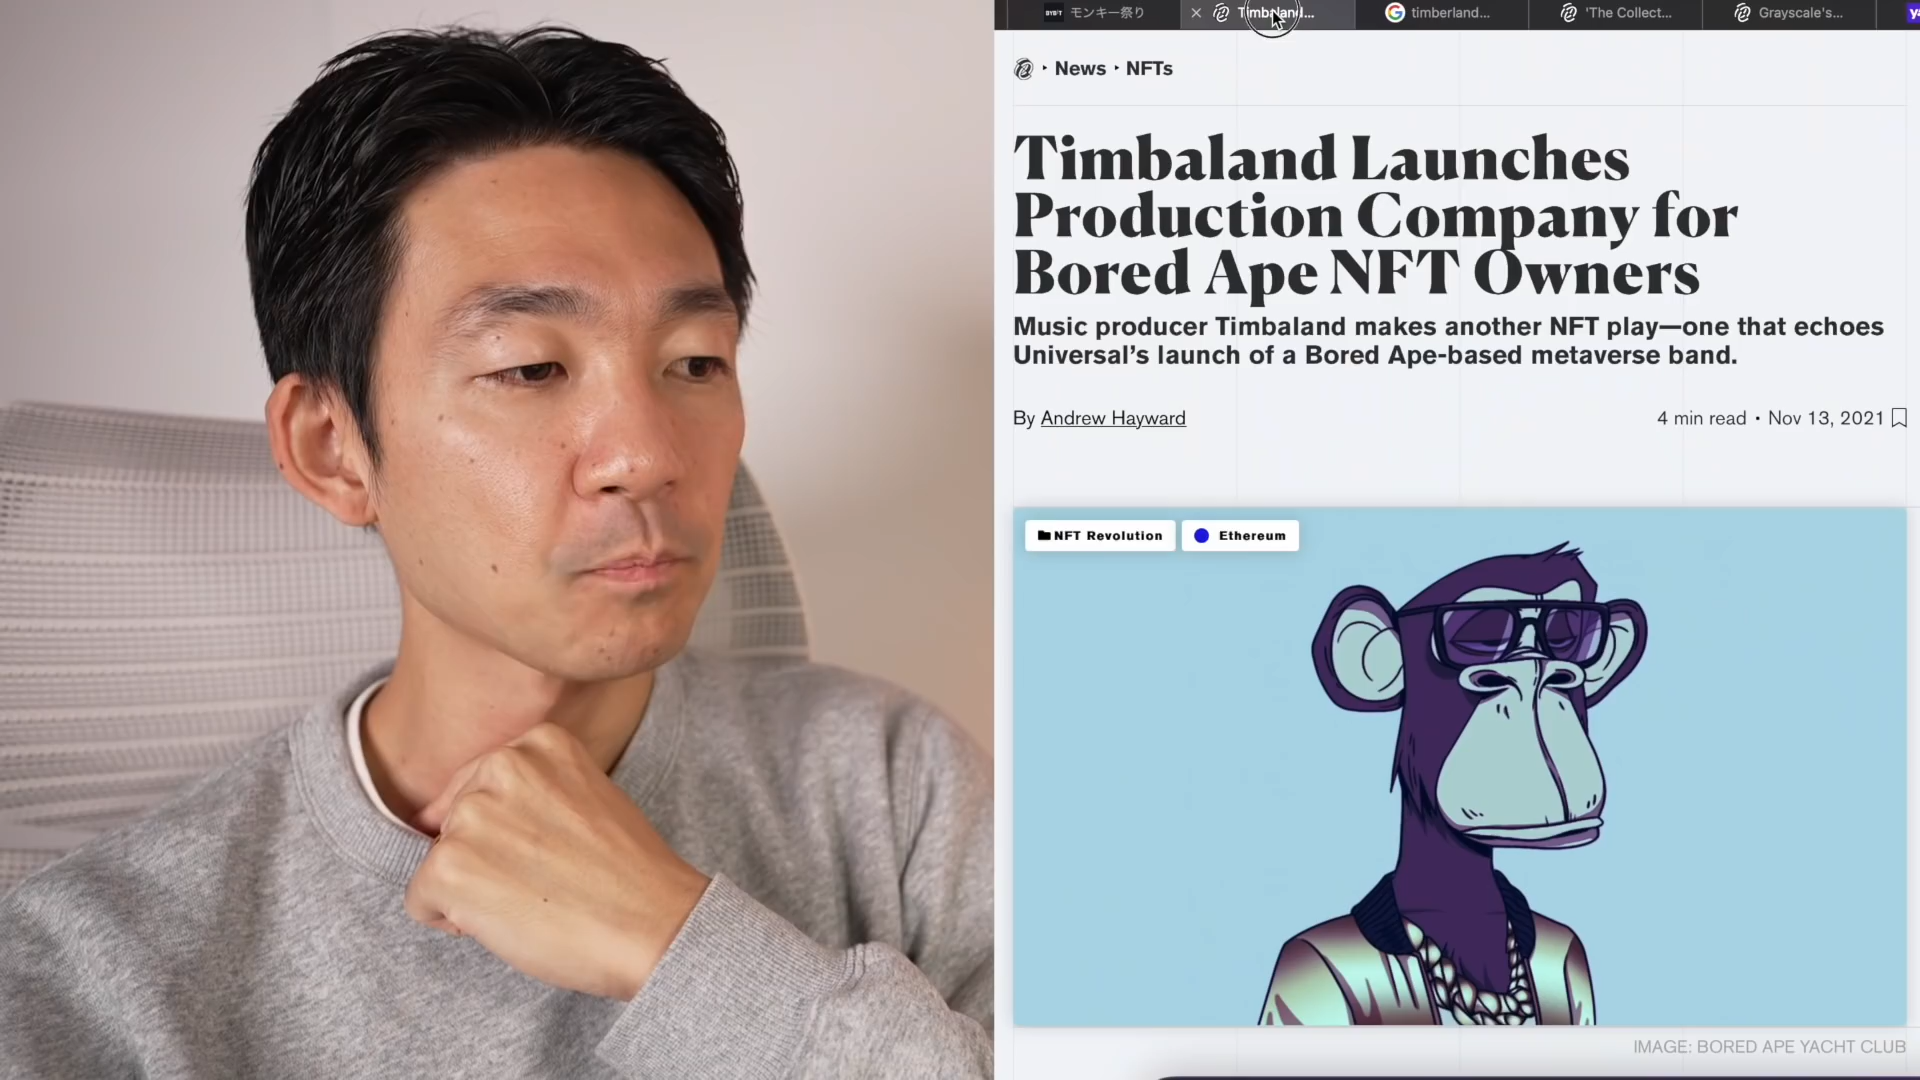 BYBIT モンキー祭り
Timbaland...
timberland...
'The Collect...
Grayscale's...
News
NFTs
Timbaland Launches
Production Company for
Bored Ape NFT Owners
Music producer Timbaland makes another NFT play—one that echoes
Universal’s launch of a Bored Ape-based metaverse band.
By Andrew Hayward
4 min read • Nov 13, 2021
NFT Revolution
Ethereum
IMAGE: BORED APE YACHT CLUB